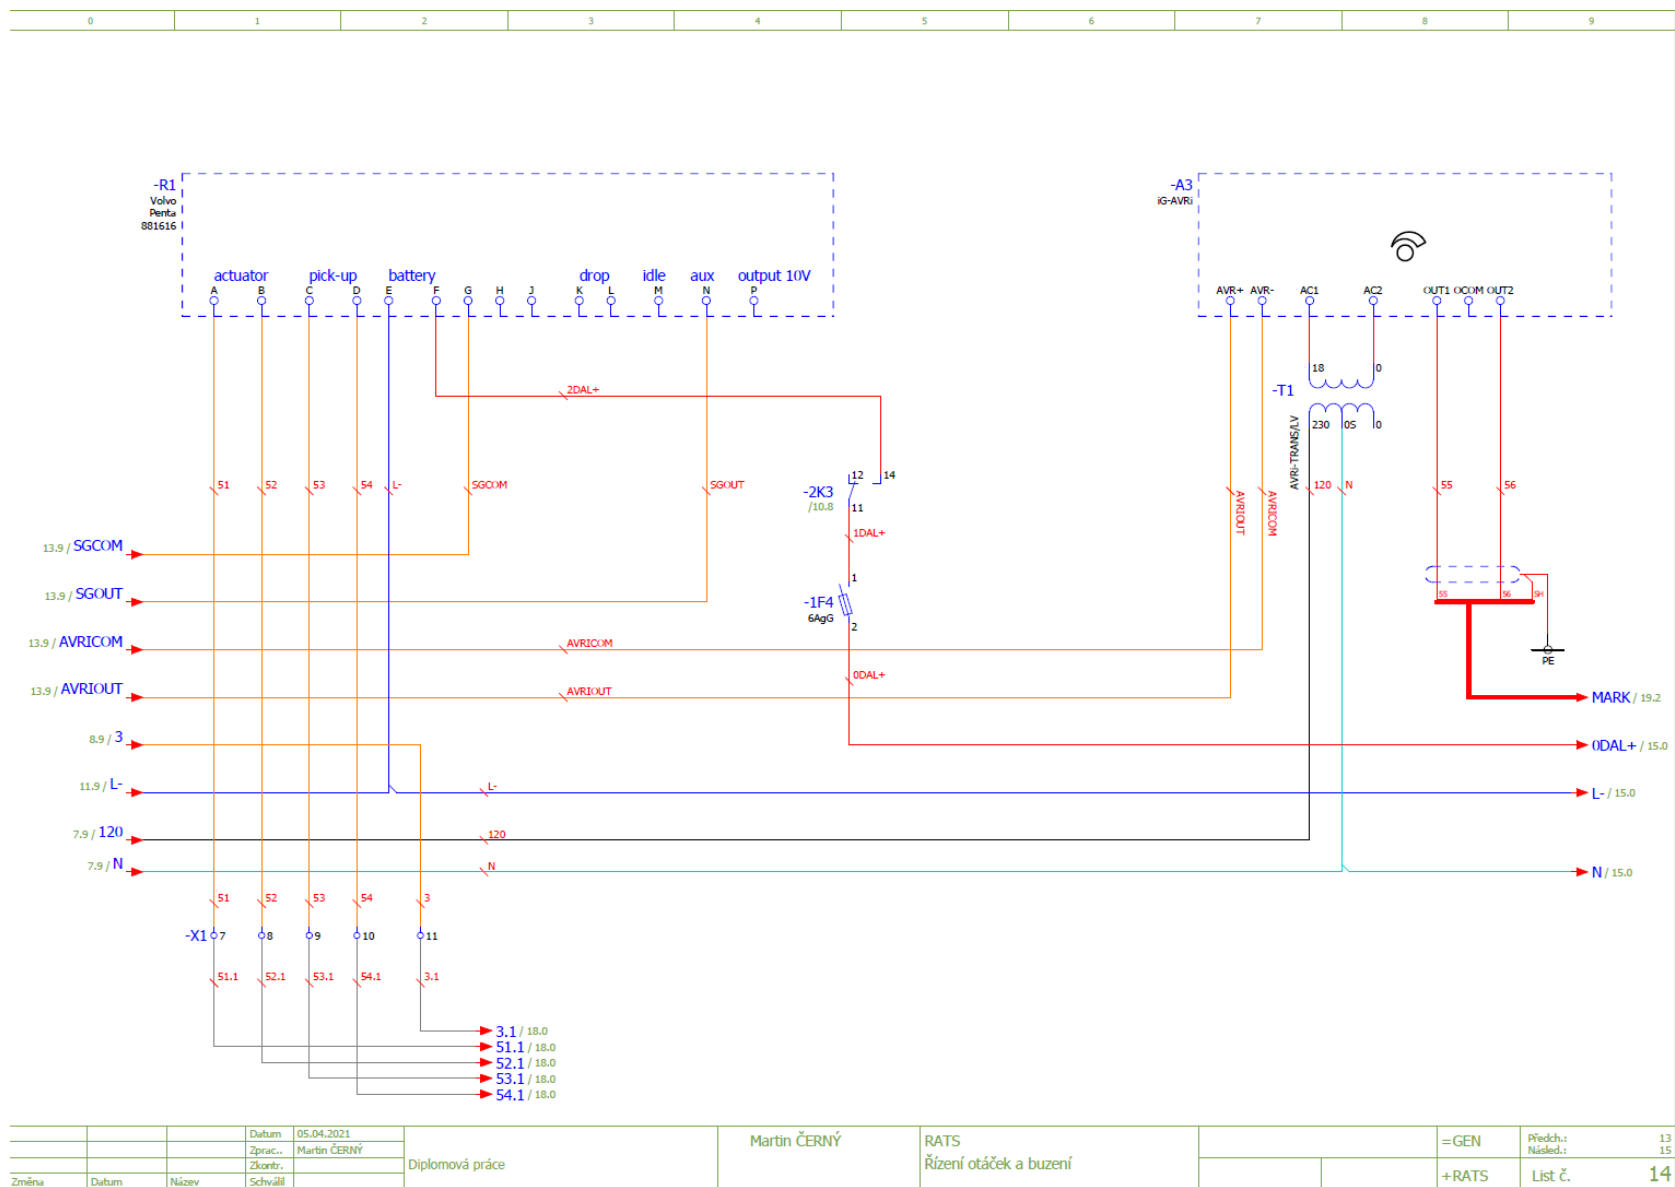 0 1 2 3 4 5 6 7 8 9
-R1
Volvo
Penta
881616
actuator pick-up battery drop idle aux output 10V
A B C D E F G H J K L M N P
-A3
iG-AVRi
AVR+ AVR- AC1 AC2 OUT1 OCOM OUT2
18 0
-T1
AVRi-TRANS/LV
230 0S 0
2DAL+
51 52 53 54 L- SGCOM SGOUT
12 14
-2K3
/10.8
11
1DAL+
1
-1F4
6AgG
2
0DAL+
AVRIOUT
AVRICOM
120 N
55 56
55 56 SH
PE
13.9 / SGCOM
13.9 / SGOUT
13.9 / AVRICOM
AVRICOM
13.9 / AVRIOUT
AVRIOUT
MARK / 19.2
8.9 / 3
0DAL+ / 15.0
11.9 / L-
L-
L- / 15.0
7.9 / 120
120
7.9 / N
N
N / 15.0
51 52 53 54 3
-X1 7 8 9 10 11
51.1 52.1 53.1 54.1 3.1
3.1 / 18.0
51.1 / 18.0
52.1 / 18.0
53.1 / 18.0
54.1 / 18.0
Datum 05.04.2021
Zprac.. Martin ČERNÝ
Zkontr.
Změna Datum Název Schválil
Diplomová práce
Martin ČERNÝ
RATS
Řízení otáček a buzení
=GEN
+RATS
Předch.: 13
Násled.: 15
List č. 14